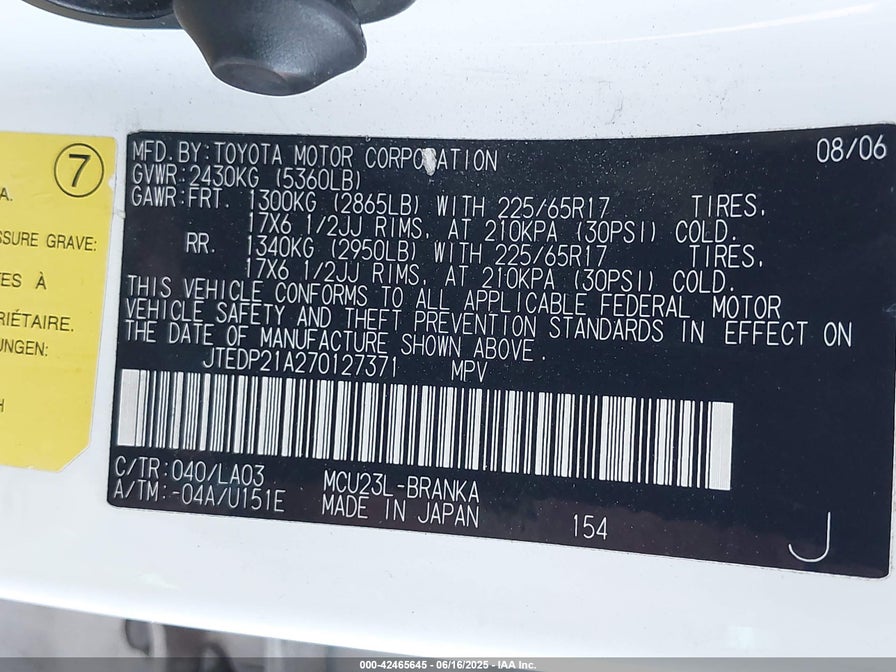 7
A.
SSURE GRAVE:
TES À
RIÉTAIRE.
UNGEN:
H
MFD. BY: TOYOTA MOTOR CORPORATION 08/06
GVWR: 2430KG (5360LB)
GAWR: FRT. 1300KG (2865LB) WITH 225/65R17 TIRES,
17X6 1/2JJ RIMS, AT 210KPA (30PSI) COLD.
RR. 1340KG (2950LB) WITH 225/65R17 TIRES,
17X6 1/2JJ RIMS, AT 210KPA (30PSI) COLD.
THIS VEHICLE CONFORMS TO ALL APPLICABLE FEDERAL MOTOR
VEHICLE SAFETY AND THEFT PREVENTION STANDARDS IN EFFECT ON
THE DATE OF MANUFACTURE SHOWN ABOVE.
JTEDP21A270127371 MPV
C/TR: 040/LA03 MCU23L-BRANKA
A/TM: -04A/U151E MADE IN JAPAN 154 J
000-42465645 - 06/16/2025 - IAA Inc.